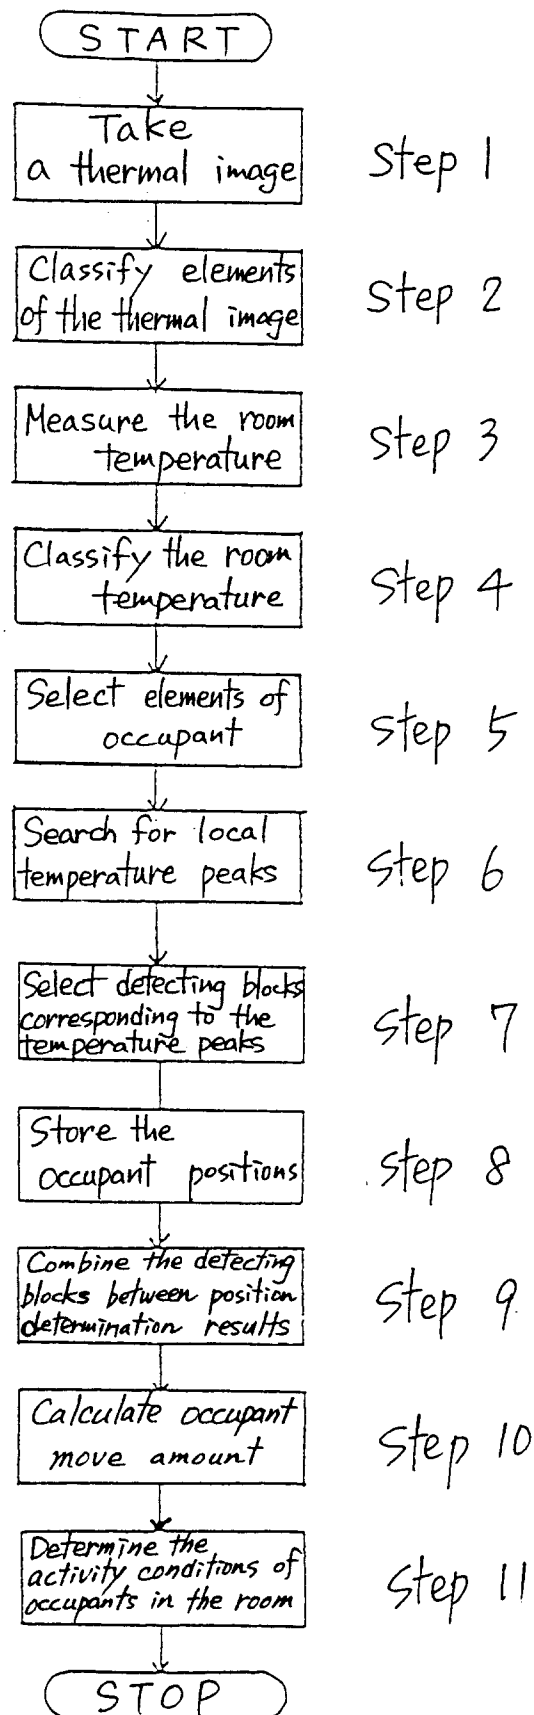 START
Take
a thermal image
Step 1
Classify elements
of the thermal image
Step 2
Measure the room
temperature
Step 3
Classify the room
temperature
Step 4
Select elements of
occupant
Step 5
Search for local
temperature peaks
Step 6
Select detecting blocks
corresponding to the
temperature peaks
Step 7
Store the
occupant positions
Step 8
Combine the detecting
blocks between position
determination results
Step 9
Calculate occupant
move amount
Step 10
Determine the
activity conditions of
occupants in the room
Step 11
STOP